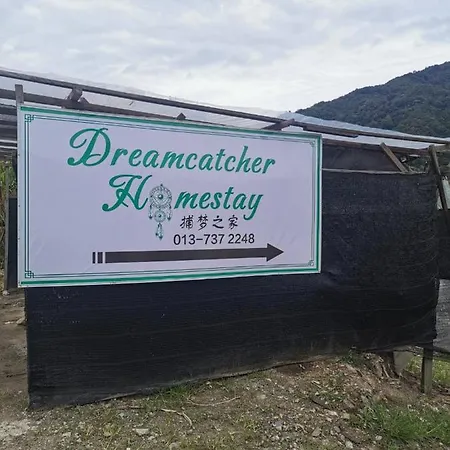 Dreamcatcher
Homestay
捕梦之家
013-737 2248